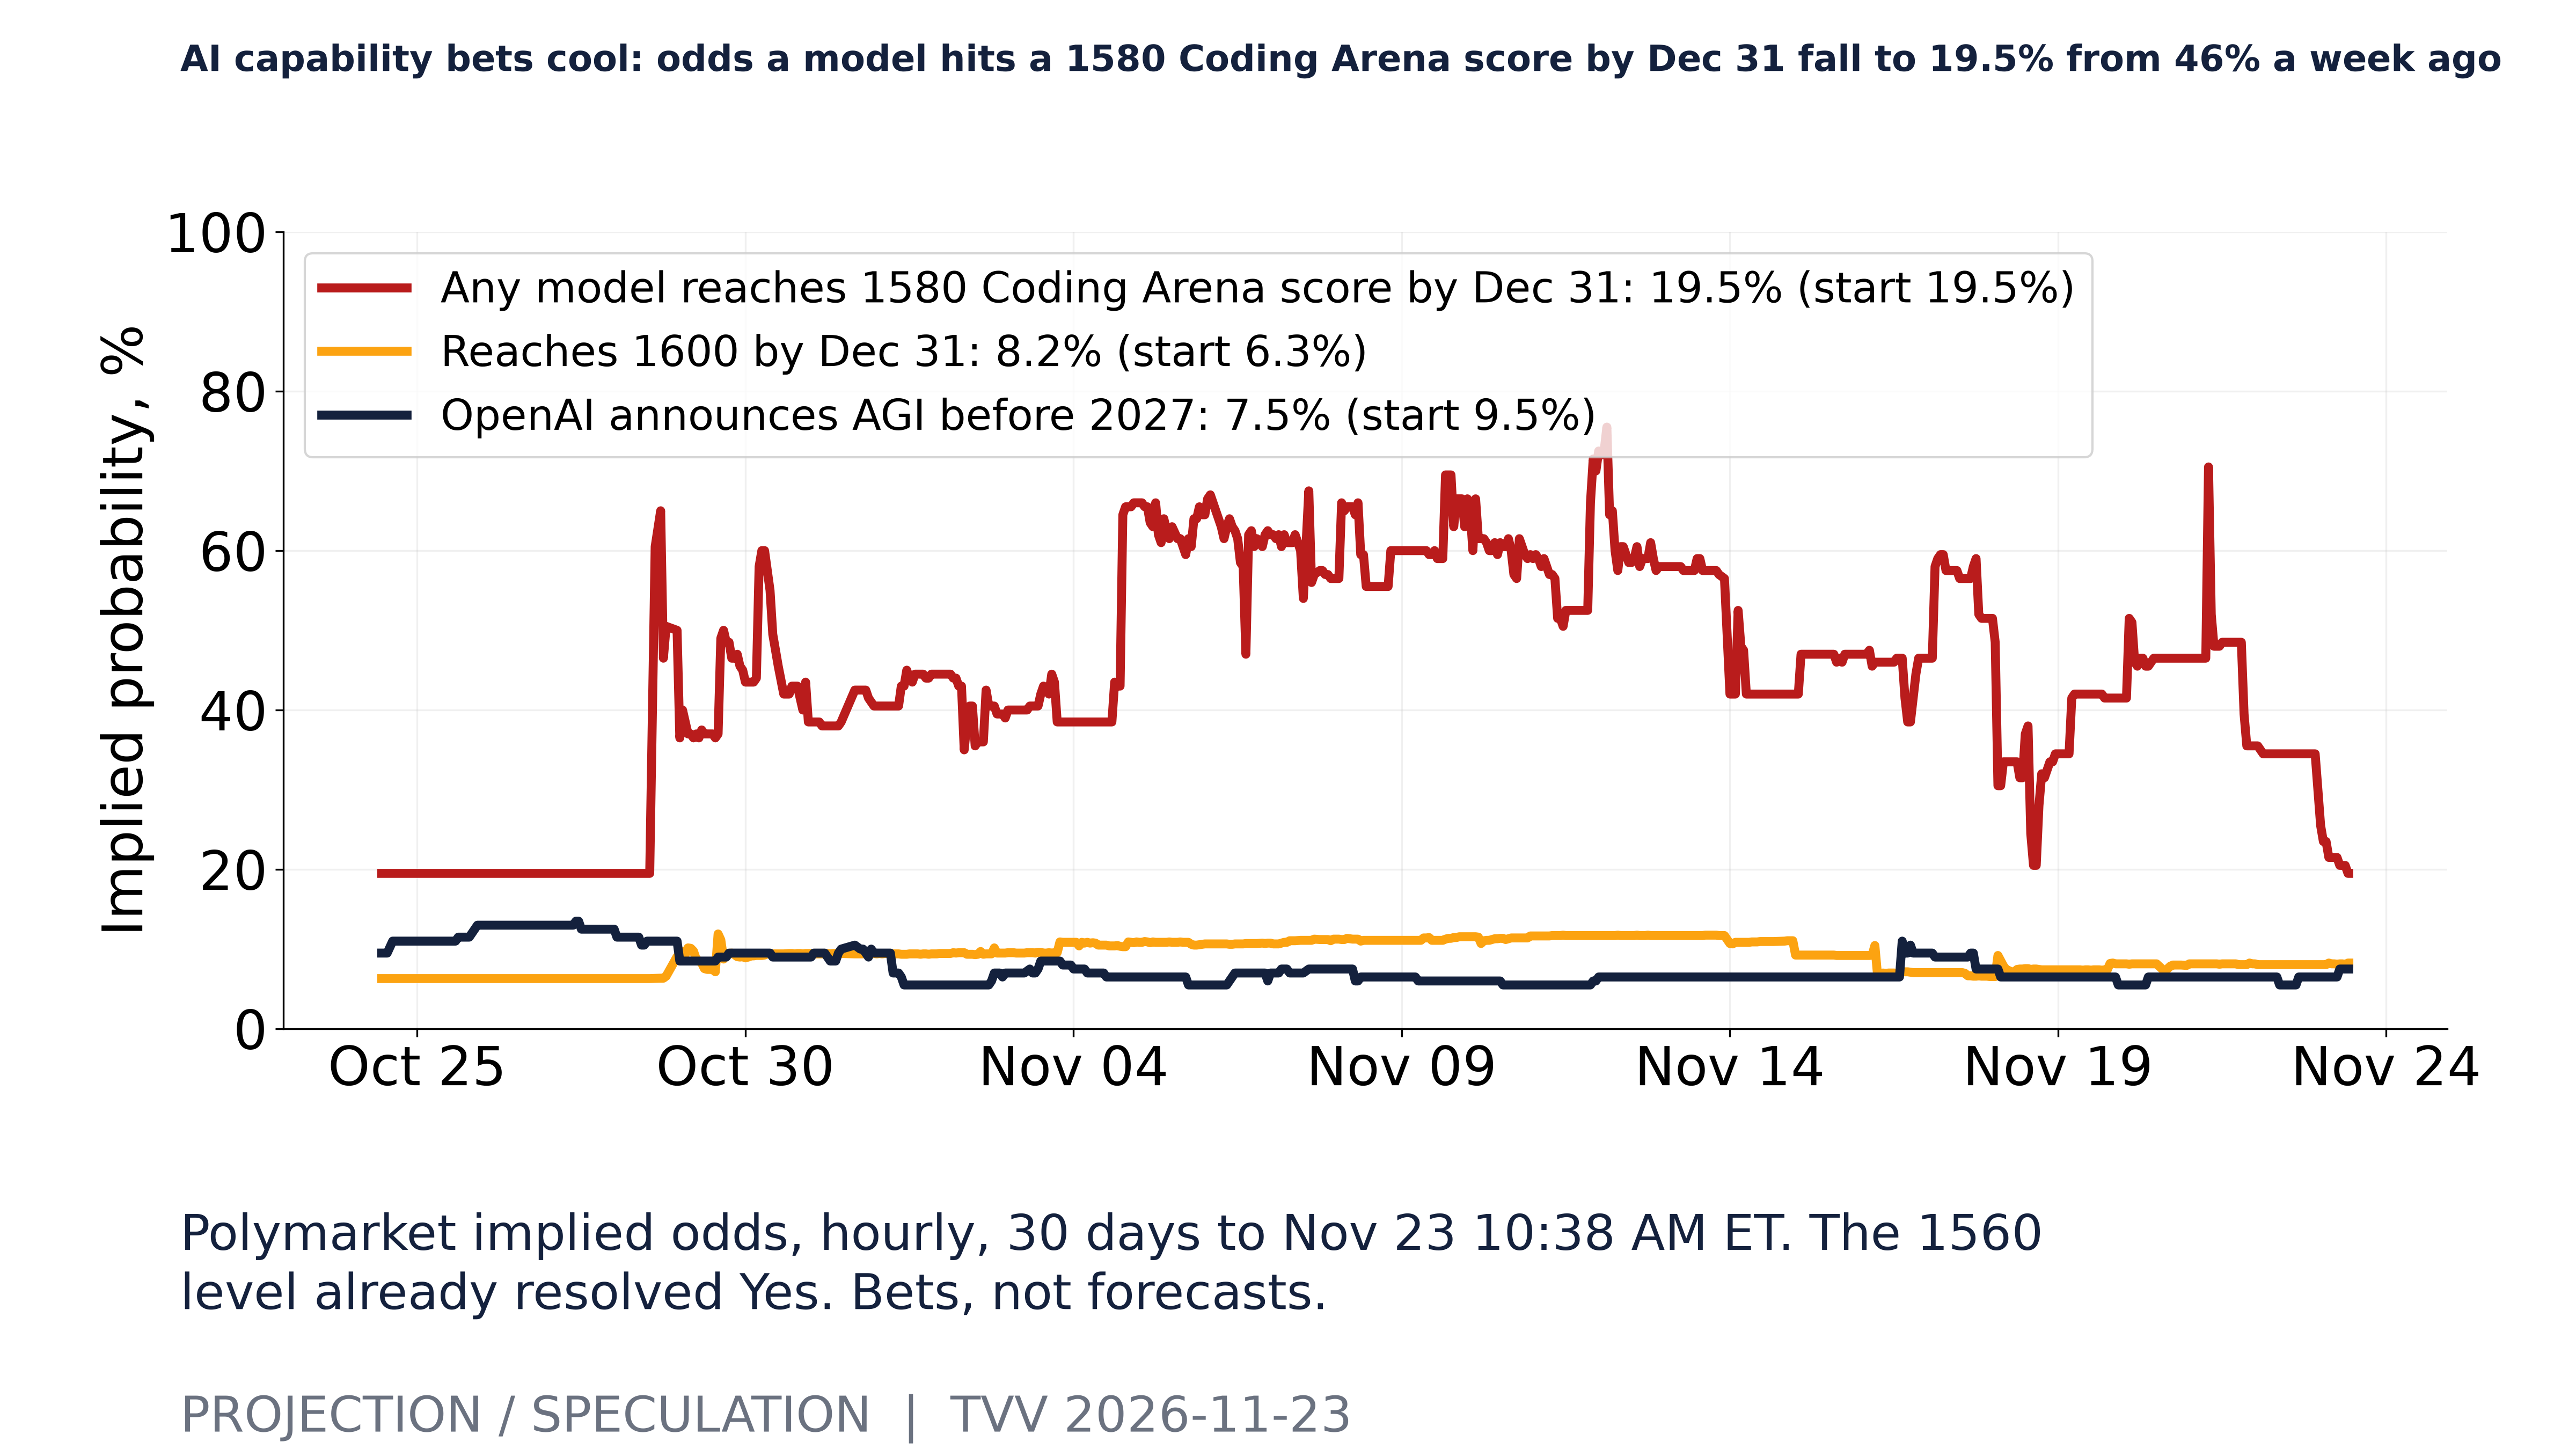 AI capability bets cool: odds a model hits a 1580 Coding Arena score by Dec 31 fall to 19.5% from 46% a week ago
Implied probability, %
100
80
60
40
20
0
Any model reaches 1580 Coding Arena score by Dec 31: 19.5% (start 19.5%)
Reaches 1600 by Dec 31: 8.2% (start 6.3%)
OpenAI announces AGI before 2027: 7.5% (start 9.5%)
Oct 25
Oct 30
Nov 04
Nov 09
Nov 14
Nov 19
Nov 24
Polymarket implied odds, hourly, 30 days to Nov 23 10:38 AM ET. The 1560
level already resolved Yes. Bets, not forecasts.
PROJECTION / SPECULATION | TVV 2026-11-23